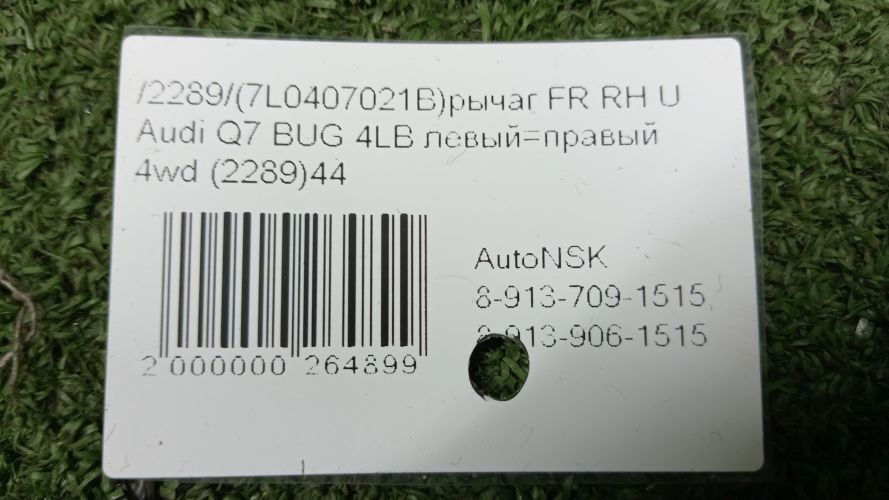 /2289/(7L0407021B)рычаг FR RH U
Audi Q7 BUG 4LB левый=правый
4wd (2289)44
AutoNSK
8-913-709-1515,
8-913-906-1515
2 000000 264899